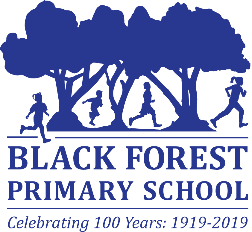 BLACK FOREST
PRIMARY SCHOOL
Celebrating 100 Years: 1919-2019